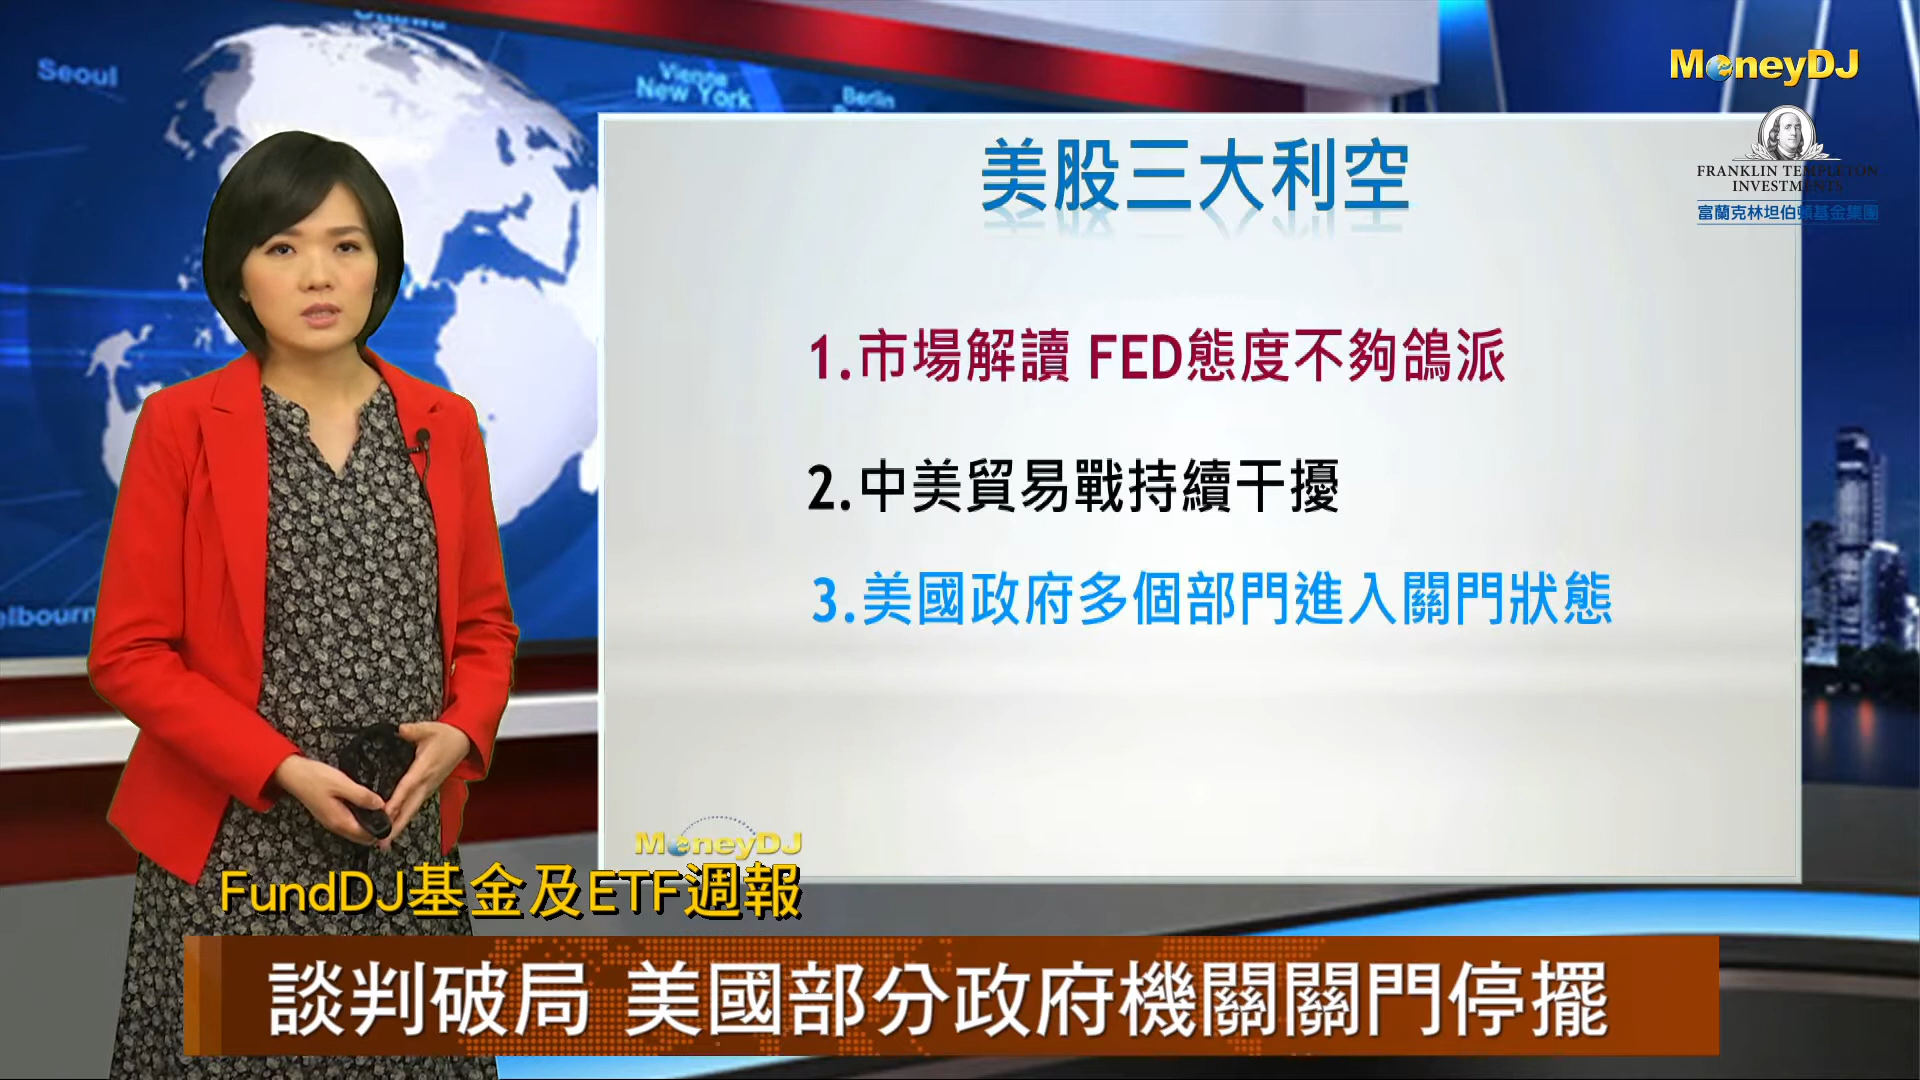 Ottawa
Seoul
Vienne
New York
Berlin
MoneyDJ
FRANKLIN TEMPLETON
INVESTMENTS
富蘭克林坦伯頓基金集團
美股三大利空
1.市場解讀 FED態度不夠鴿派
2.中美貿易戰持續干擾
3.美國政府多個部門進入關門狀態
elbourn
MoneyDJ
FundDJ基金及ETF週報
談判破局 美國部分政府機關關門停擺